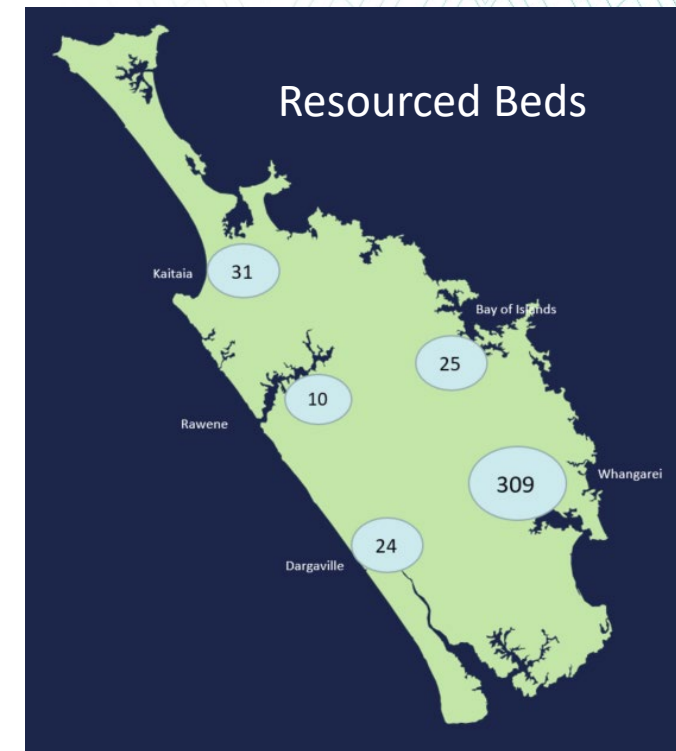 Resourced Beds
Kaitaia
31
Bay of Islands
25
10
Rawene
309
Whangarei
24
Dargaville